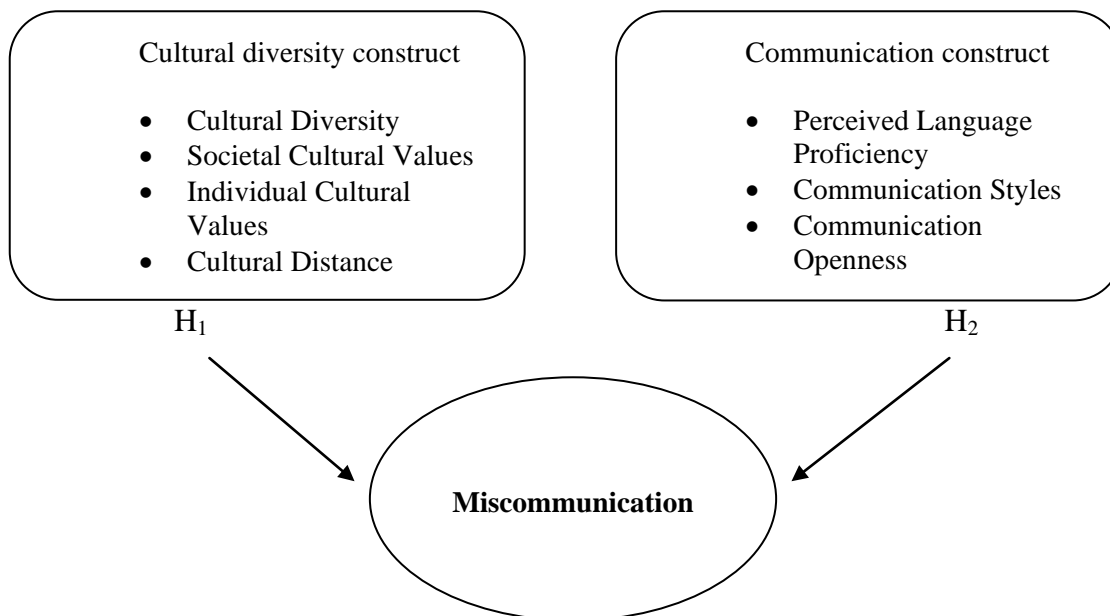 Cultural diversity construct
• Cultural Diversity
• Societal Cultural Values
• Individual Cultural
Values
• Cultural Distance
Communication construct
• Perceived Language
Proficiency
• Communication Styles
• Communication
Openness
H₁
H₂
Miscommunication